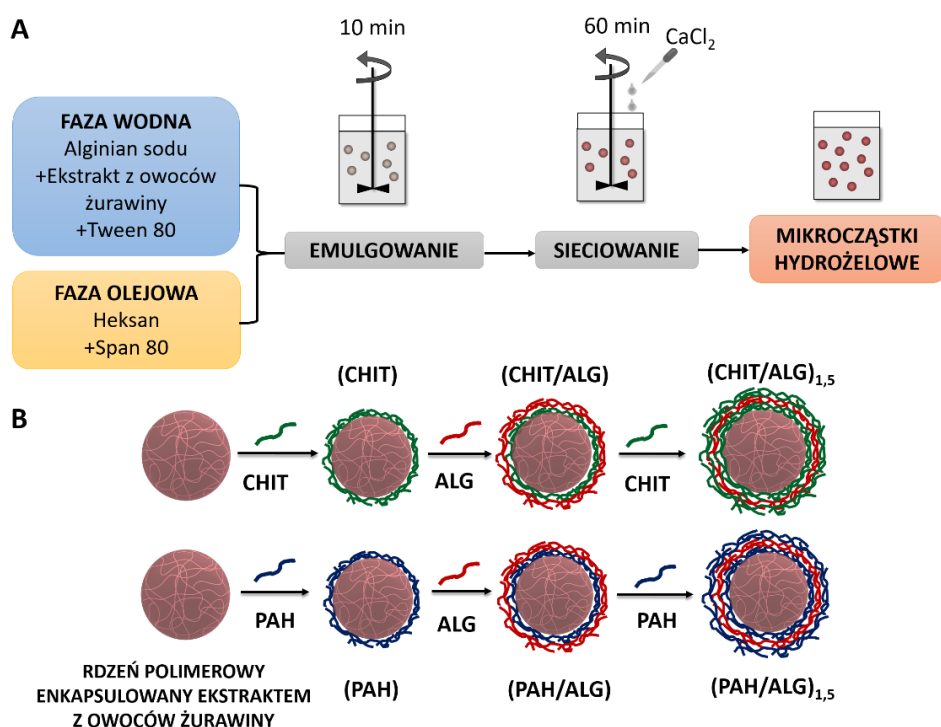 A
10 min
60 min
CaCl2
FAZA WODNA
Alginian sodu
+Ekstrakt z owoców
żurawiny
+Tween 80
EMULGOWANIE
SIECIOWANIE
MIKROCZĄSTKI
HYDROŻELOWE
FAZA OLEJOWA
Heksan
+Span 80
B
(CHIT)
(CHIT/ALG)
(CHIT/ALG)1,5
CHIT
ALG
CHIT
PAH
ALG
PAH
RDZEŃ POLIMEROWY
ENKAPSULOWANY EKSTRAKTEM
Z OWOCÓW ŻURAWINY
(PAH)
(PAH/ALG)
(PAH/ALG)1,5